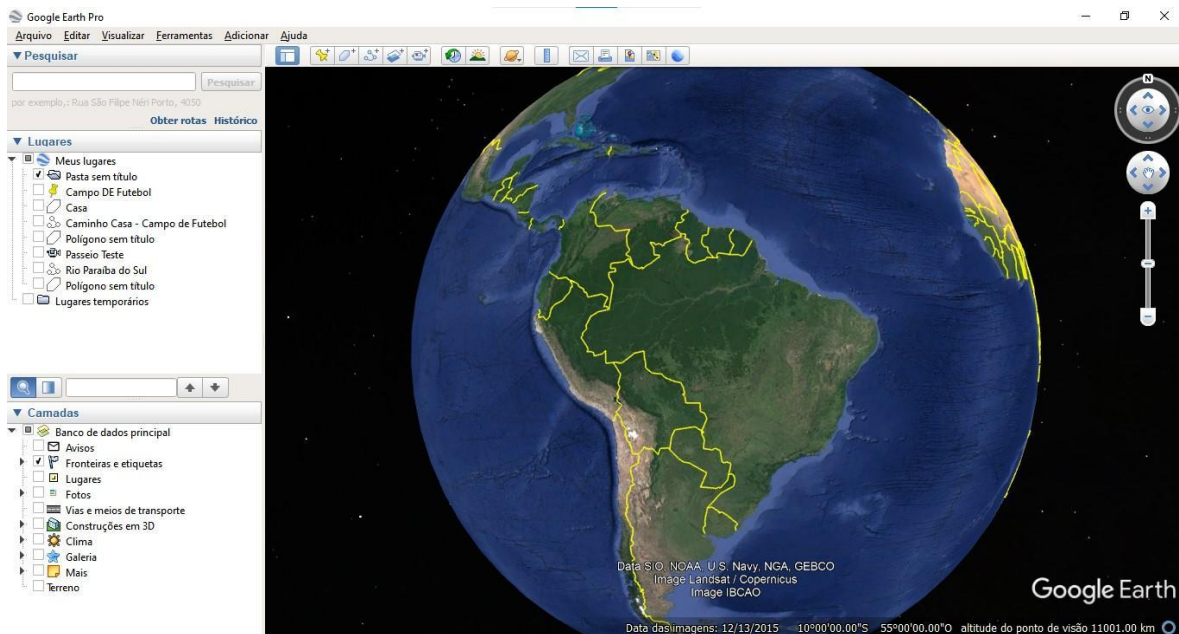 Google Earth Pro
Arquivo Editar Visualizar Ferramentas Adicionar Ajuda
Pesquisar
Pesquisar
por exemplo,: Rua São Filipe Néri Porto, 4050
Obter rotas Histórico
Lugares
Meus lugares
Pasta sem título
Campo DE Futebol
Casa
Caminho Casa - Campo de Futebol
Polígono sem título
Passeio Teste
Rio Paraíba do Sul
Polígono sem título
Lugares temporários
Camadas
Banco de dados principal
Avisos
Fronteiras e etiquetas
Lugares
Fotos
Vias e meios de transporte
Construções em 3D
Clima
Galeria
Mais
Terreno
N
Data SIO, NOAA, U.S. Navy, NGA, GEBCO
Image Landsat / Copernicus
Image IBCAO
Google Earth
Data das imagens: 12/13/2015 10°00'00.00"S 55°00'00.00"O altitude do ponto de visão 11001.00 km